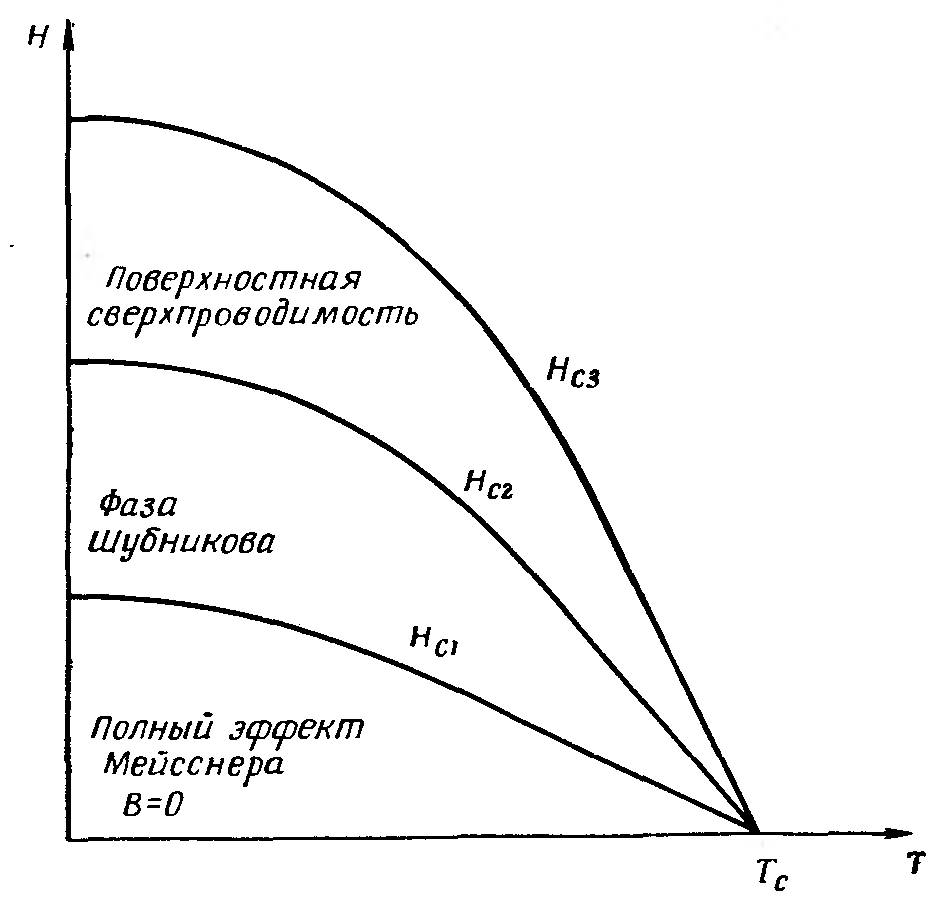 H
Поверхностная
сверхпроводимость
Hc3
Hc2
Фаза
Шубникова
Hc1
Полный эффект
Мейсснера
B=0
Tc
T